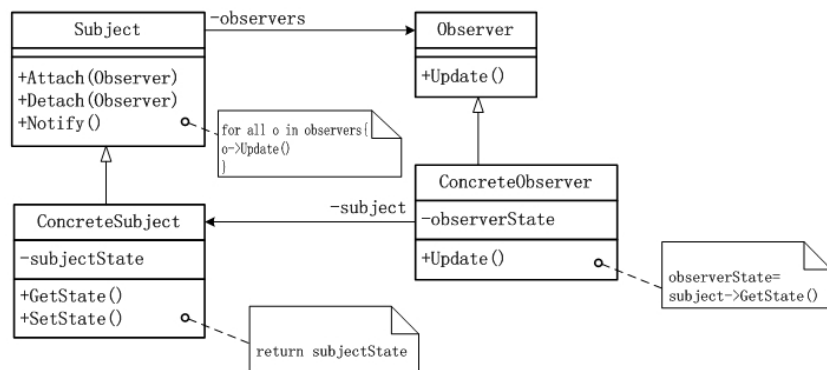 Subject
-observers
Observer
+Attach(Observer)
+Detach(Observer)
+Notify()
+Update()
for all o in observers{
o->Update()
}
ConcreteSubject
-subjectState
+GetState()
+SetState()
-subject
ConcreteObserver
-observerState
+Update()
return subjectState
observerState=
subject->GetState()